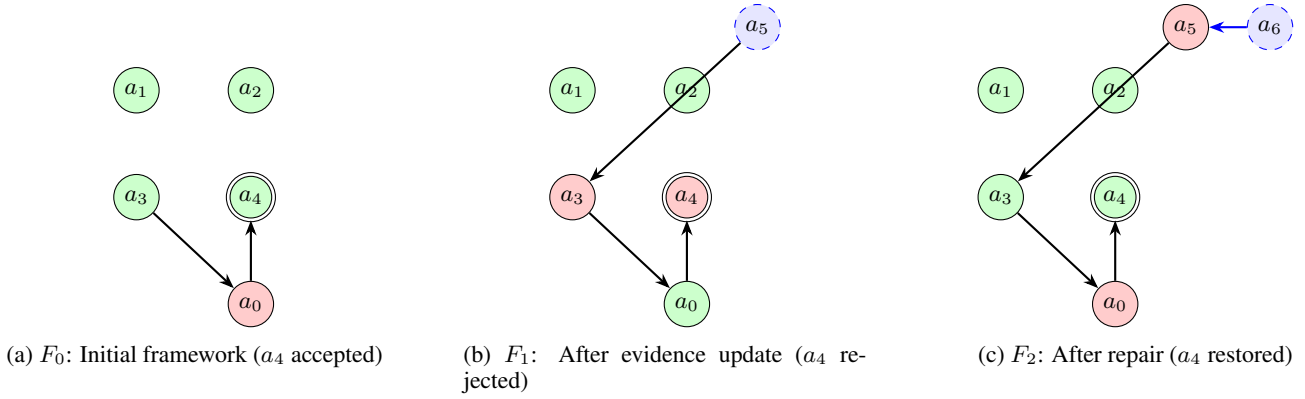 a₅
a₅
a₆
a₁
a₂
a₁
a₂
a₁
a₂
a₃
a₄
a₃
a₄
a₃
a₄
a₀
a₀
a₀
(a) F₀: Initial framework (a₄ accepted)
(b) F₁: After evidence update (a₄ re-
jected)
(c) F₂: After repair (a₄ restored)